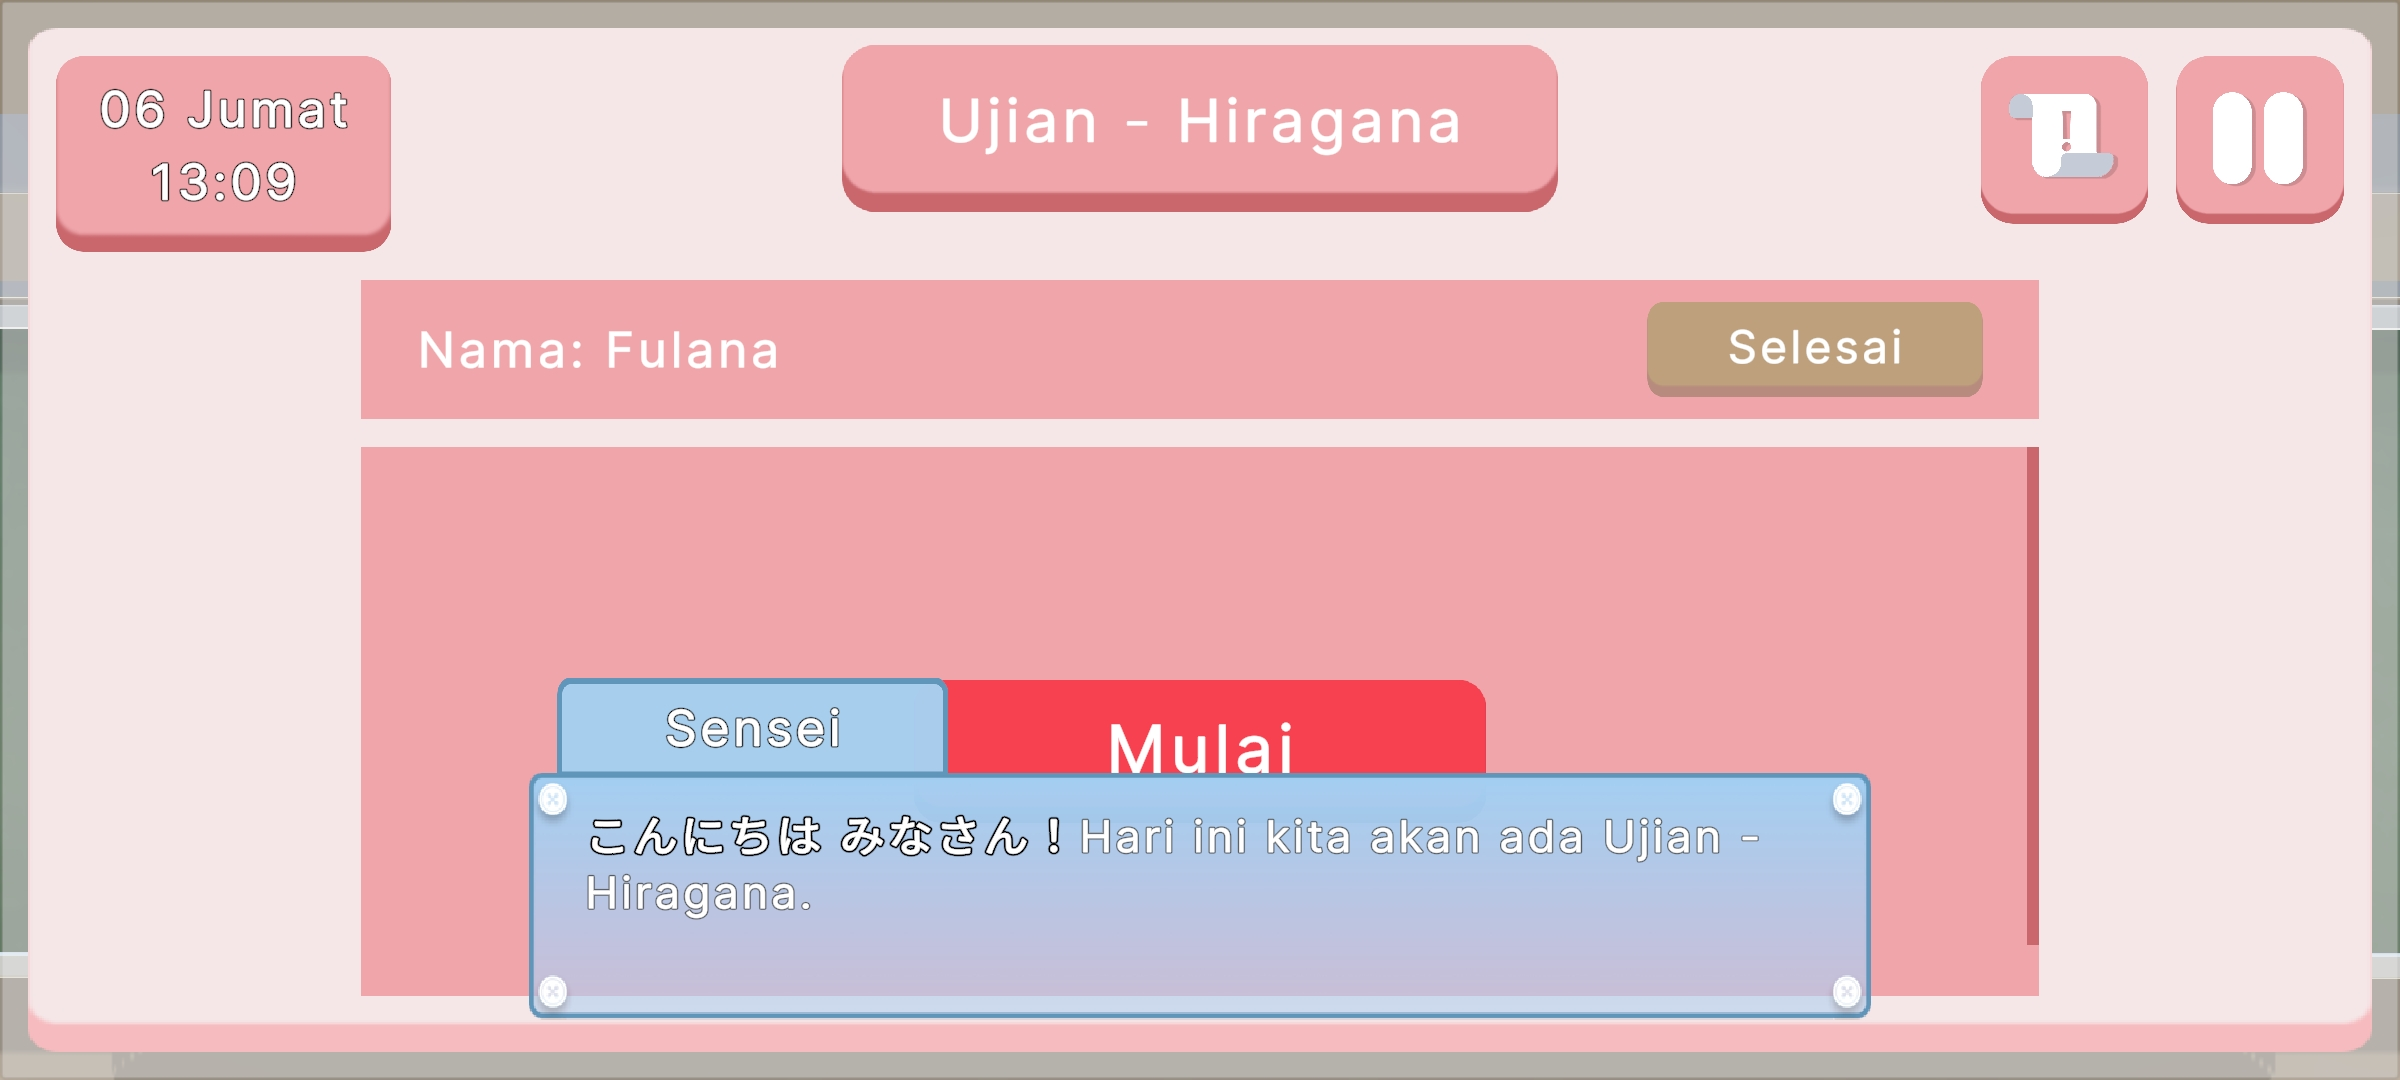 06 Jumat
13:09
Ujian - Hiragana
Nama: Fulana
Selesai
Mulai
Sensei
こんにちは みなさん！Hari ini kita akan ada Ujian -
Hiragana.